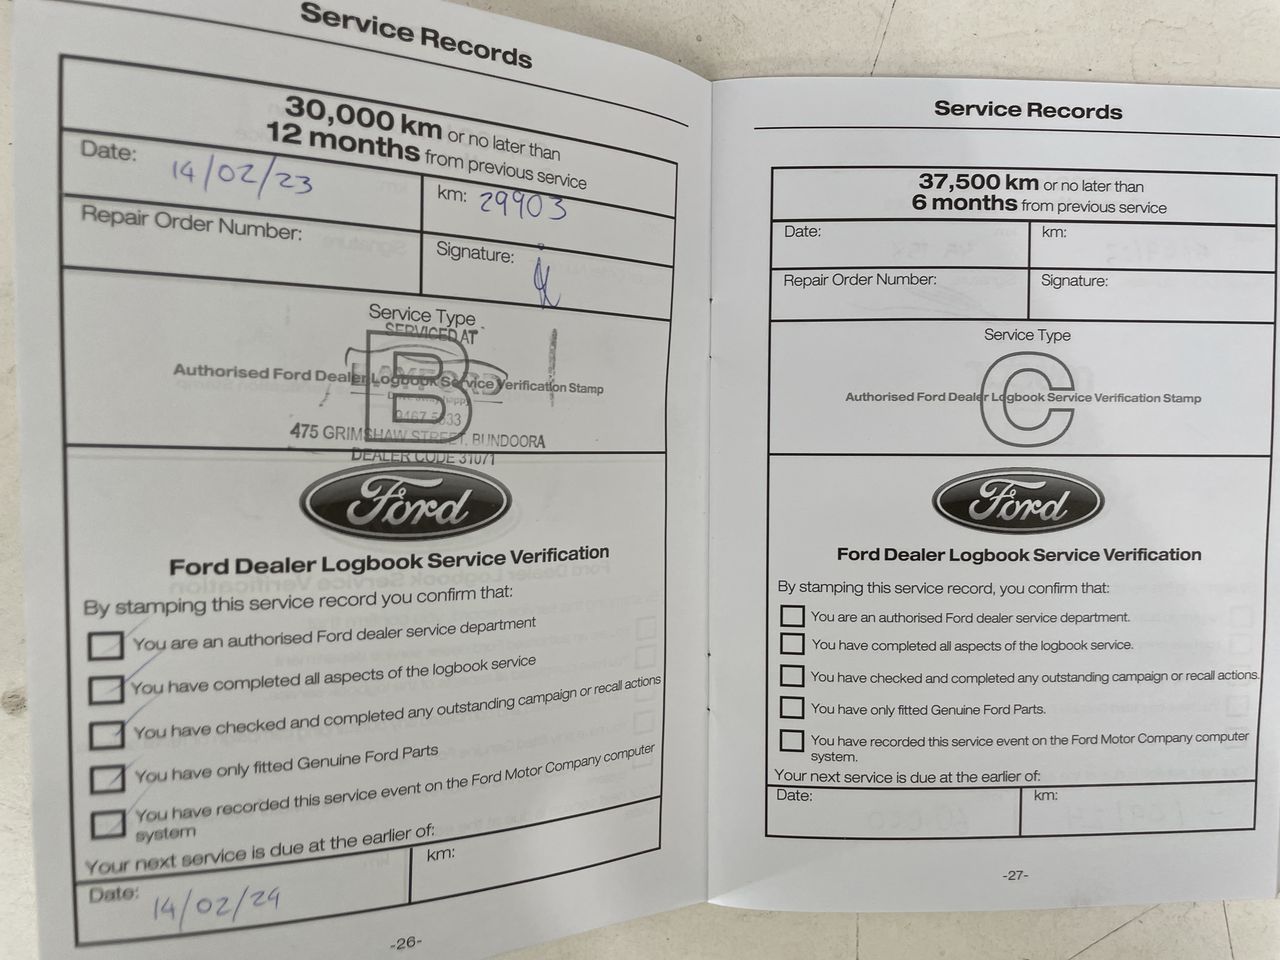 Service Records
30,000 km or no later than
12 months from previous service
Date: 14/02/23
km: 29903
Repair Order Number:
Signature:
Service Type
SERVICED AT
B
Authorised Ford Dealer Logbook Service Verification Stamp
9467 5333
475 GRIMSHAW STREET, BUNDOORA
DEALER CODE 31071
Ford
Ford Dealer Logbook Service Verification
By stamping this service record you confirm that:
You are an authorised Ford dealer service department
You have completed all aspects of the logbook service
You have checked and completed any outstanding campaign or recall actions
You have only fitted Genuine Ford Parts
You have recorded this service event on the Ford Motor Company computer
system
Your next service is due at the earlier of:
Date: 14/02/24
km:
-26-
Service Records
37,500 km or no later than
6 months from previous service
Date:
km:
Repair Order Number:
Signature:
Service Type
C
Authorised Ford Dealer Logbook Service Verification Stamp
Ford
Ford Dealer Logbook Service Verification
By stamping this service record, you confirm that:
You are an authorised Ford dealer service department.
You have completed all aspects of the logbook service.
You have checked and completed any outstanding campaign or recall actions.
You have only fitted Genuine Ford Parts.
You have recorded this service event on the Ford Motor Company computer
system.
Your next service is due at the earlier of:
Date:
km:
-27-